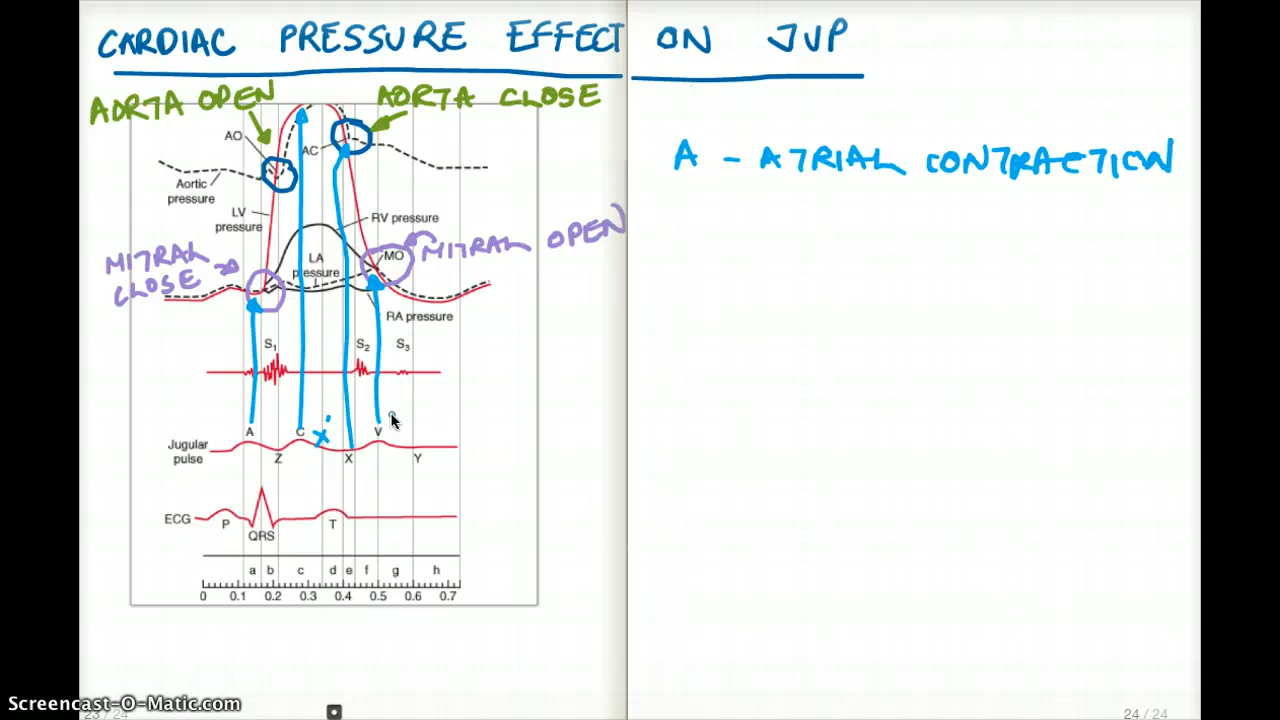 CARDIAC PRESSURE EFFECT ON JVP
AORTA OPEN
AORTA CLOSE
AO
AC
A - ATRIAL CONTRACTION
Aortic
pressure
LV
pressure
RV pressure
MITRAL
CLOSE
MITRAL OPEN
LA
pressure
MO
RA pressure
S1
S2
S3
A
C
X'
V
Jugular
pulse
Z
X
Y
ECG
P
QRS
T
a b c d e f g h
0 0.1 0.2 0.3 0.4 0.5 0.6 0.7
Screencast-O-Matic.com
23 / 24
24 / 24